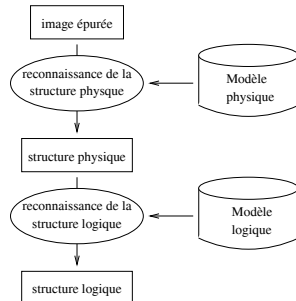 image épurée
reconnaissance de la
structure physque
Modèle
physique
structure physique
reconnaissance de la
structure logique
Modèle
logique
structure logique